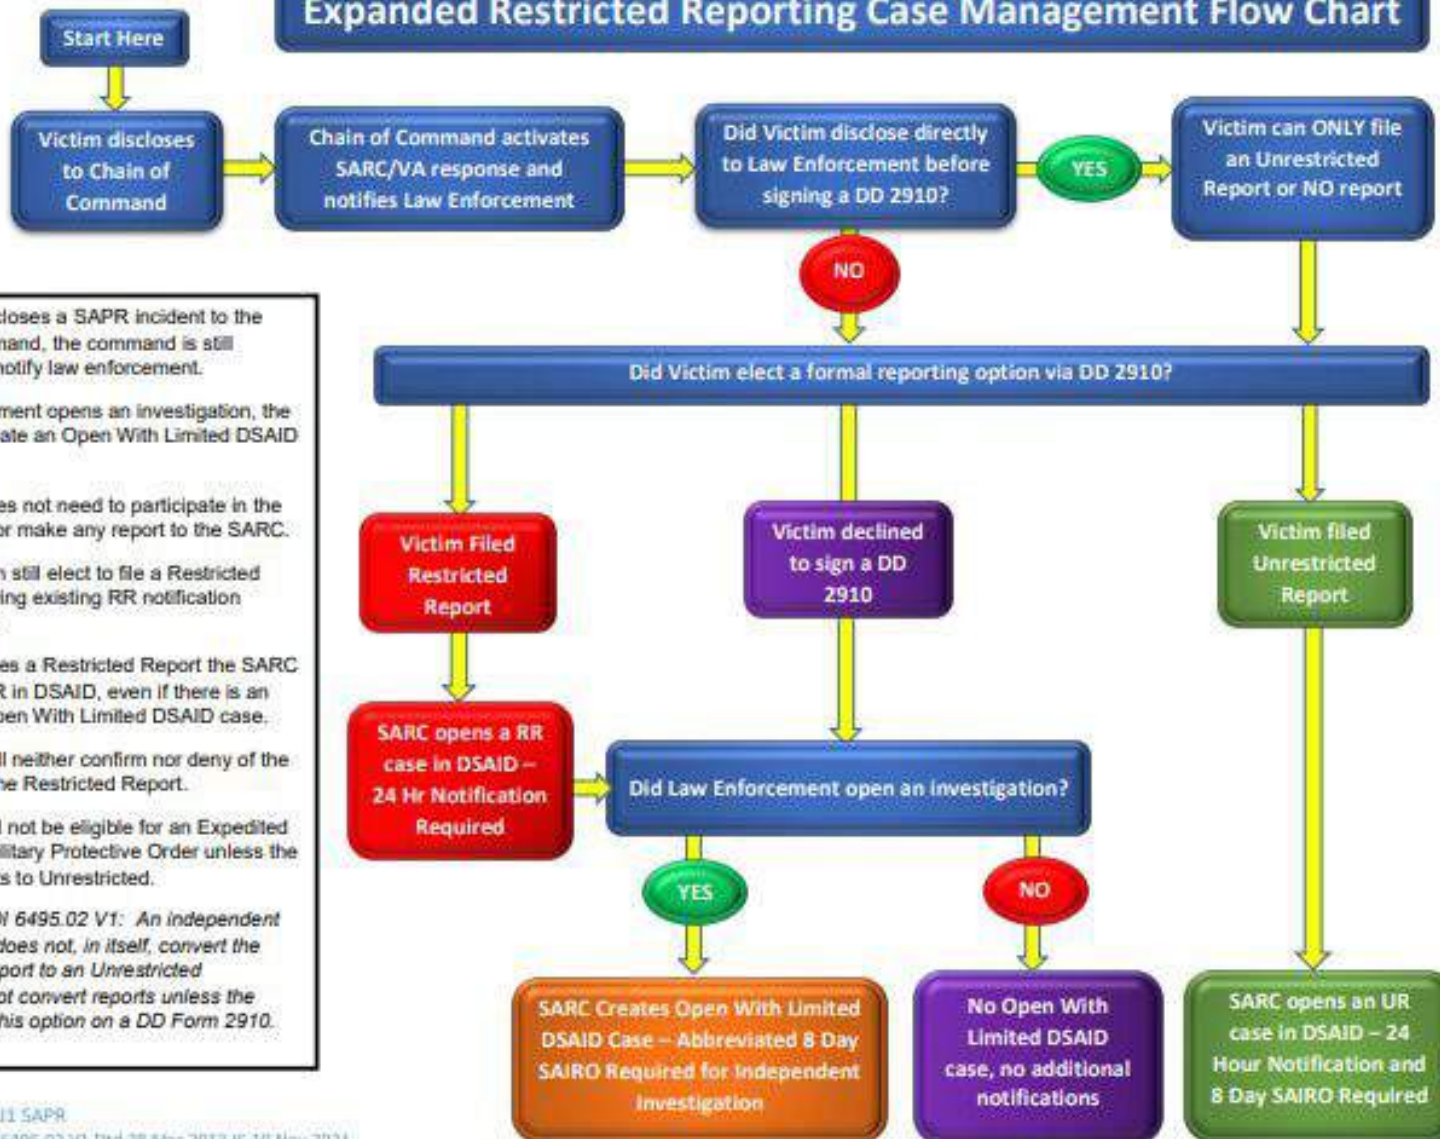 Expanded Restricted Reporting Case Management Flow Chart
Start Here
Victim discloses
to Chain of
Command
Chain of Command activates
SARC/VA response and
notifies Law Enforcement
Did Victim disclose directly
to Law Enforcement before
signing a DD 2910?
YES
Victim can ONLY file
an Unrestricted
Report or NO report
NO
closes a SAPR incident to the
mand, the command is still
notify law enforcement.
ment opens an investigation, the
ate an Open With Limited DSAID
es not need to participate in the
or make any report to the SARC.
n still elect to file a Restricted
ing existing RR notification
es a Restricted Report the SARC
R in DSAID, even if there is an
pen With Limited DSAID case.
ll neither confirm nor deny of the
he Restricted Report.
l not be eligible for an Expedited
ilitary Protective Order unless the
ts to Unrestricted.
DI 6495.02 V1: An independent
does not, in itself, convert the
port to an Unrestricted
ot convert reports unless the
his option on a DD Form 2910.
Did Victim elect a formal reporting option via DD 2910?
Victim Filed
Restricted
Report
Victim declined
to sign a DD
2910
Victim filed
Unrestricted
Report
SARC opens a RR
case in DSAID –
24 Hr Notification
Required
Did Law Enforcement open an investigation?
YES
NO
SARC Creates Open With Limited
DSAID Case – Abbreviated 8 Day
SAIRO Required for Independent
Investigation
No Open With
Limited DSAID
case, no additional
notifications
SARC opens an UR
case in DSAID – 24
Hour Notification and
8 Day SAIRO Required
J1 SAPR